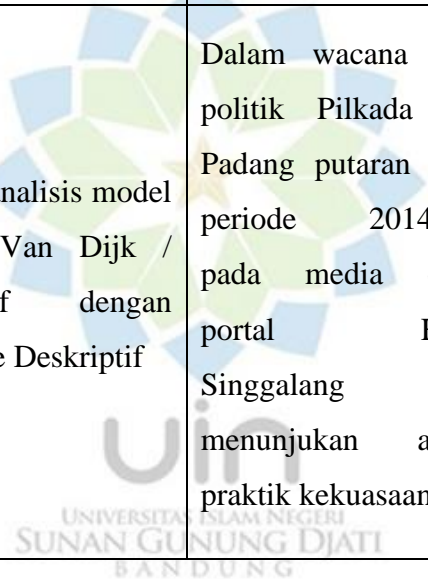 nalisis model
Van Dijk /
f dengan
e Deskriptif
Dalam wacana
politik Pilkada
Padang putaran
periode 2014
pada media
portal
Singgalang
menunjukan a
praktik kekuasaan
uin
UNIVERSITAS ISLAM NEGERI
SUNAN GUNUNG DJATI
BANDUNG